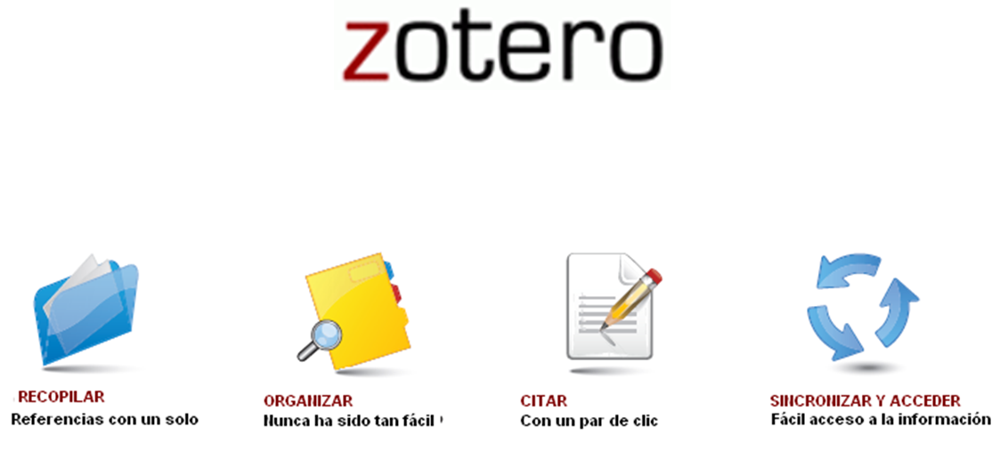 zotero
RECOPILAR
Referencias con un solo
ORGANIZAR
Nunca ha sido tan fácil
CITAR
Con un par de clic
SINCRONIZAR Y ACCEDER
Fácil acceso a la información